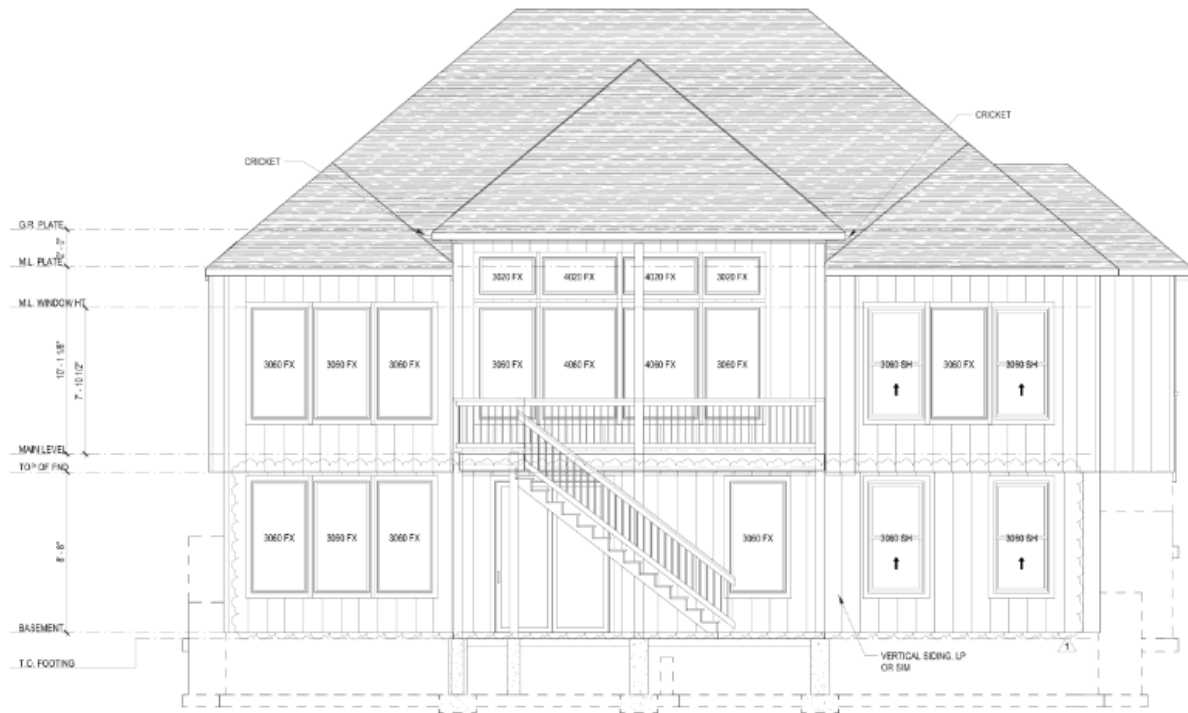 CRICKET
CRICKET
G.R. PLATE
M.L. PLATE
3020 FX 4020 FX 4020 FX 3020 FX
M.L. WINDOW HT
10' - 1 1/8"
7' - 10 1/2"
3060 FX 3060 FX 3060 FX 3060 FX 4060 FX 4060 FX 3060 FX 3060 SH 3060 FX 3060 SH
MAIN LEVEL
TOP OF FND
8' - 8"
3060 FX 3060 FX 3060 FX 3060 FX 3060 SH 3060 SH
BASEMENT
1
VERTICAL SIDING, LP
OR SIM
T.O. FOOTING